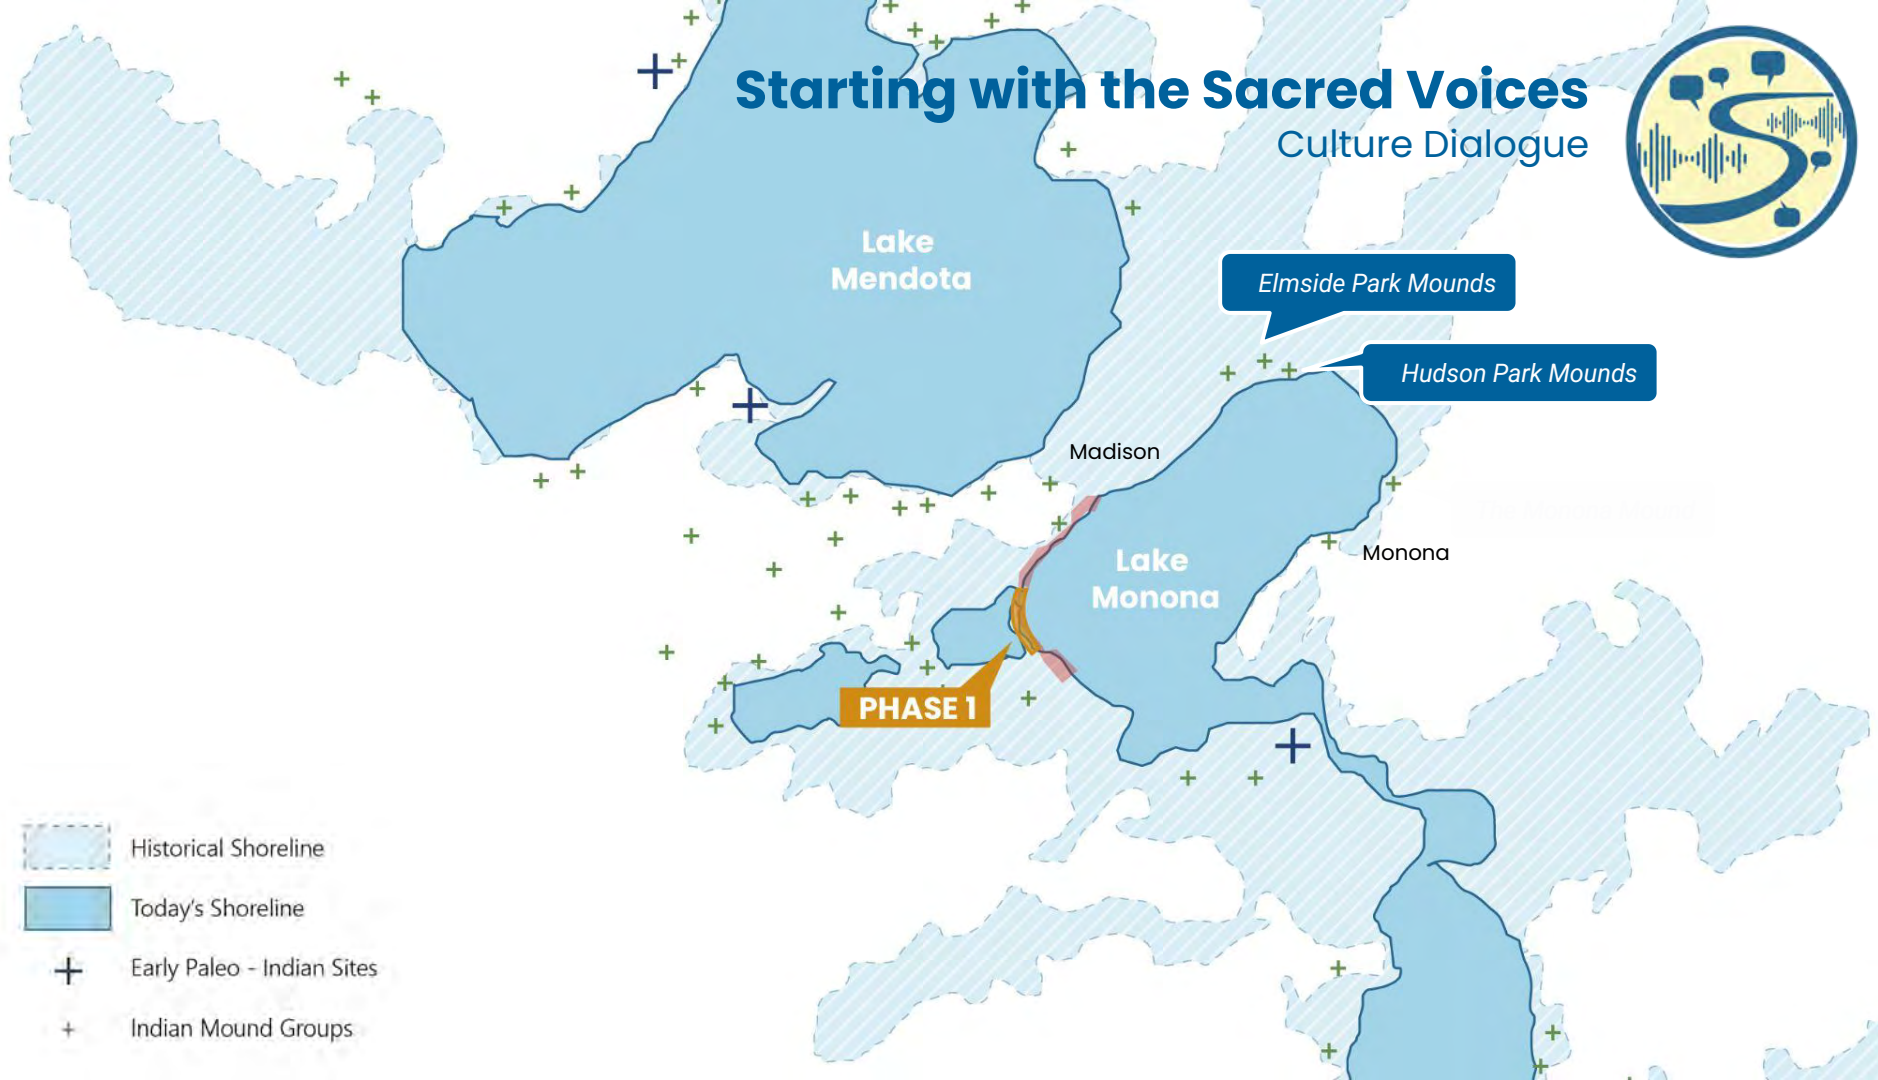 Starting with the Sacred Voices
Culture Dialogue
Lake
Mendota
Elmside Park Mounds
Hudson Park Mounds
Madison
Lake
Monona
Monona
PHASE 1
Historical Shoreline
Today's Shoreline
Early Paleo - Indian Sites
Indian Mound Groups